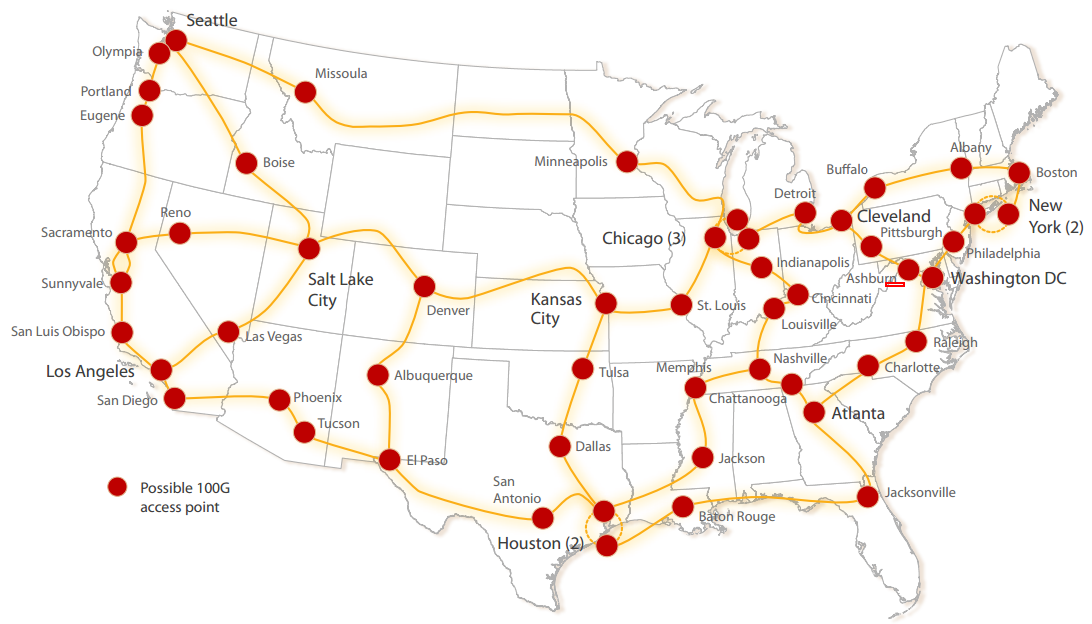 Seattle
Olympia
Missoula
Portland
Eugene
Minneapolis
Boise
Albany
Buffalo
Boston
Detroit
New
York (2)
Reno
Cleveland
Sacramento
Chicago (3)
Pittsburgh
Philadelphia
Indianapolis
Salt Lake
City
Ashburn
Washington DC
Sunnyvale
Denver
Kansas
City
St. Louis
Cincinnati
Louisville
San Luis Obispo
Las Vegas
Raleigh
Los Angeles
Albuquerque
Tulsa
Memphis
Nashville
Charlotte
San Diego
Phoenix
Chattanooga
Atlanta
Tucson
Dallas
El Paso
Jackson
San
Antonio
Possible 100G
access point
Jacksonville
Baton Rouge
Houston (2)